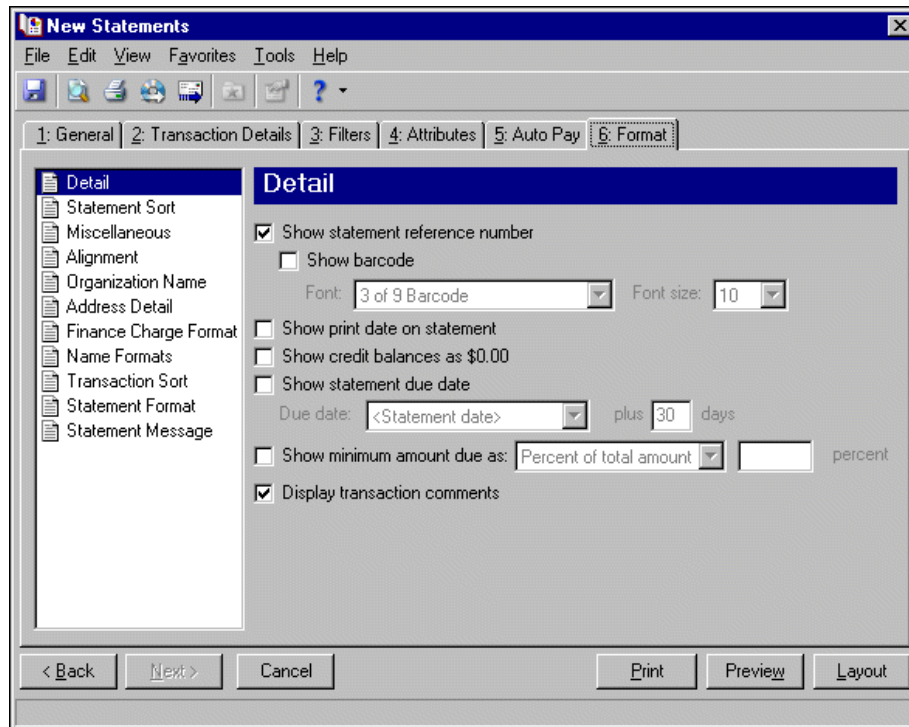 New Statements
File Edit View Favorites Tools Help
1: General 2: Transaction Details 3: Filters 4: Attributes 5: Auto Pay 6: Format
Detail
Statement Sort
Miscellaneous
Alignment
Organization Name
Address Detail
Finance Charge Format
Name Formats
Transaction Sort
Statement Format
Statement Message
Detail
Show statement reference number
Show barcode
Font: 3 of 9 Barcode Font size: 10
Show print date on statement
Show credit balances as $0.00
Show statement due date
Due date: <Statement date> plus 30 days
Show minimum amount due as: Percent of total amount percent
Display transaction comments
< Back Next > Cancel Print Preview Layout